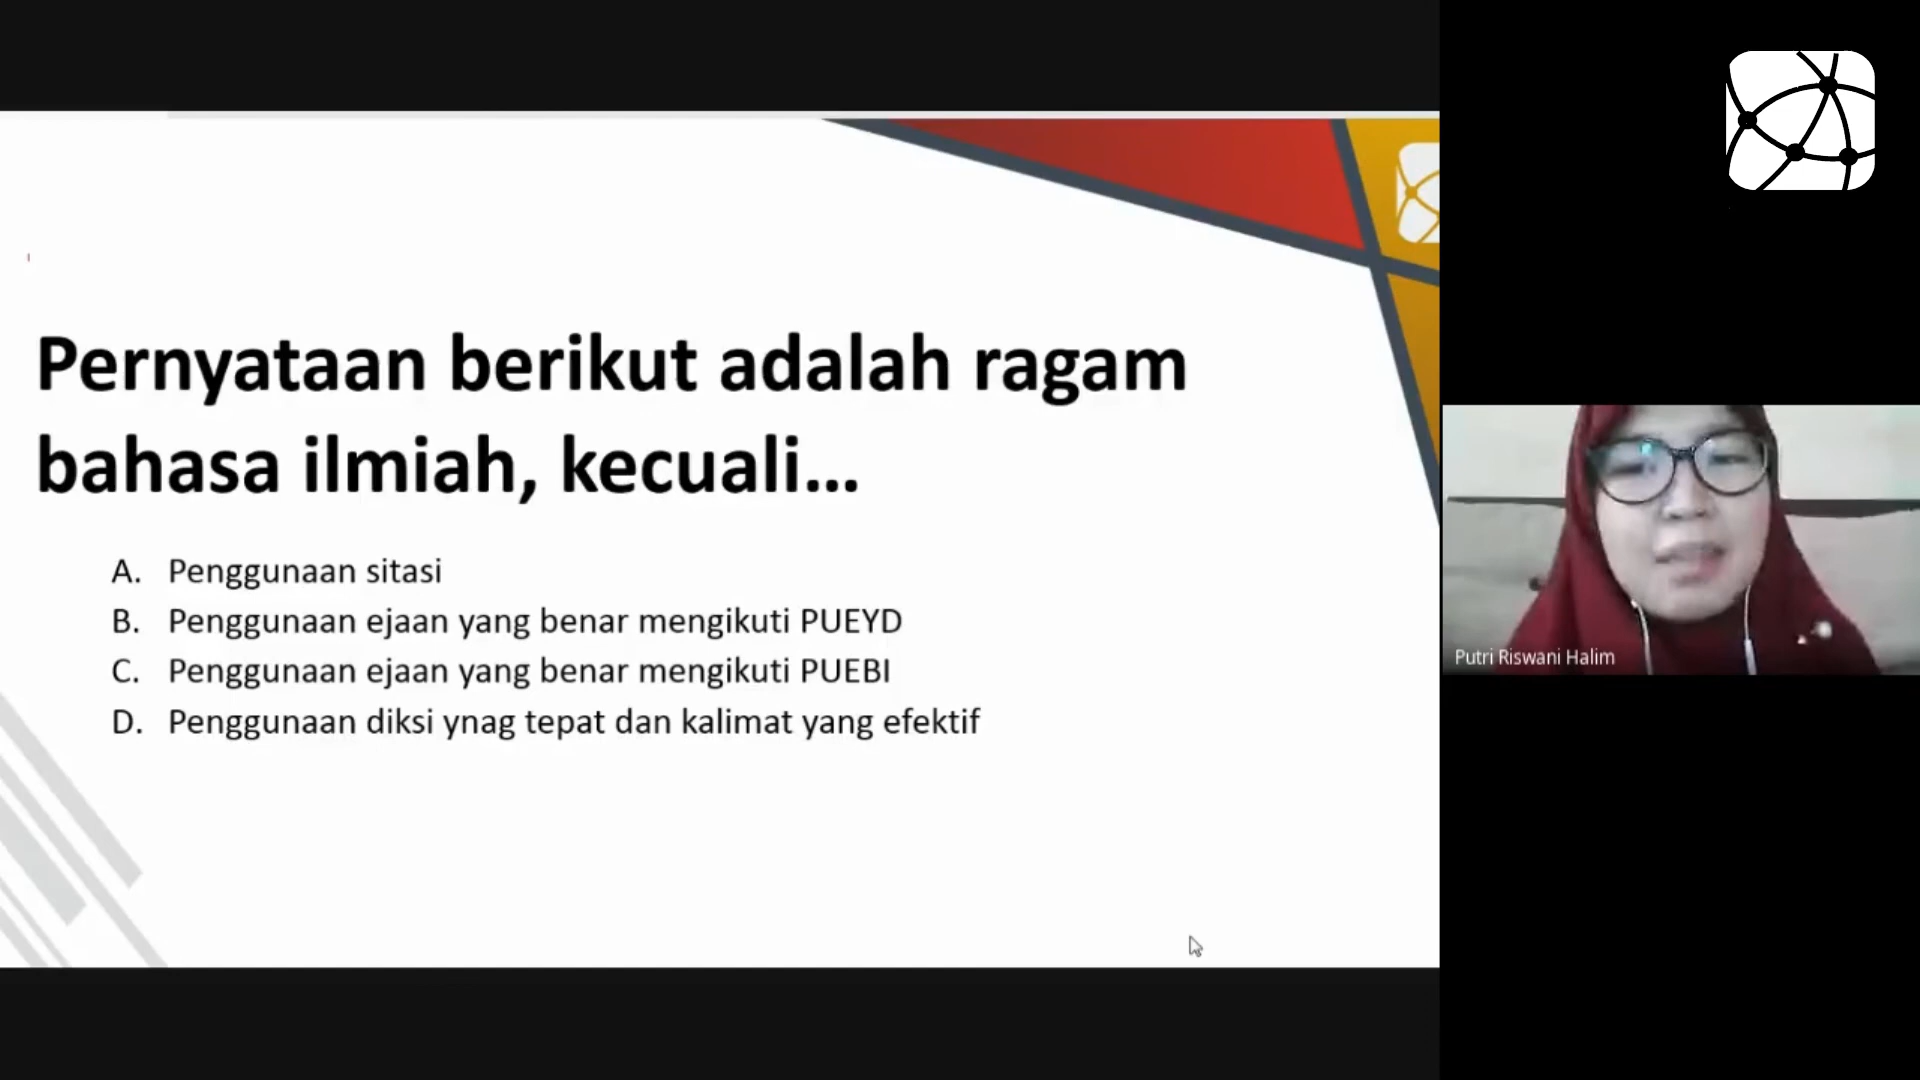 Pernyataan berikut adalah ragam
bahasa ilmiah, kecuali...
A. Penggunaan sitasi
B. Penggunaan ejaan yang benar mengikuti PUEYD
C. Penggunaan ejaan yang benar mengikuti PUEBI
D. Penggunaan diksi ynag tepat dan kalimat yang efektif
Putri Riswani Halim